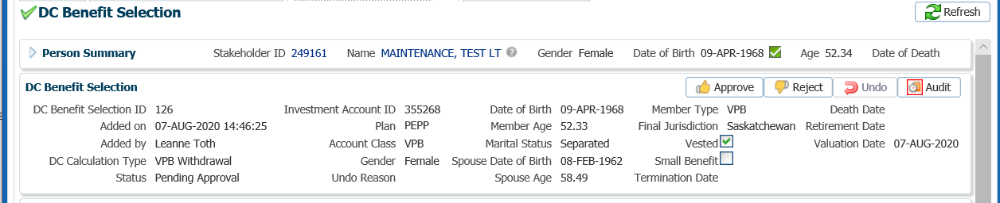 DC Benefit Selection Refresh
Person Summary Stakeholder ID 249161 Name MAINTENANCE, TEST LT Gender Female Date of Birth 09-APR-1968 Age 52.34 Date of Death
DC Benefit Selection Approve Reject Undo Audit
DC Benefit Selection ID 126 Investment Account ID 355268 Date of Birth 09-APR-1968 Member Type VPB Death Date
Added on 07-AUG-2020 14:46:25 Plan PEPP Member Age 52.33 Final Jurisdiction Saskatchewan Retirement Date
Added by Leanne Toth Account Class VPB Marital Status Separated Vested Valuation Date 07-AUG-2020
DC Calculation Type VPB Withdrawal Gender Female Spouse Date of Birth 08-FEB-1962 Small Benefit
Status Pending Approval Undo Reason Spouse Age 58.49 Termination Date